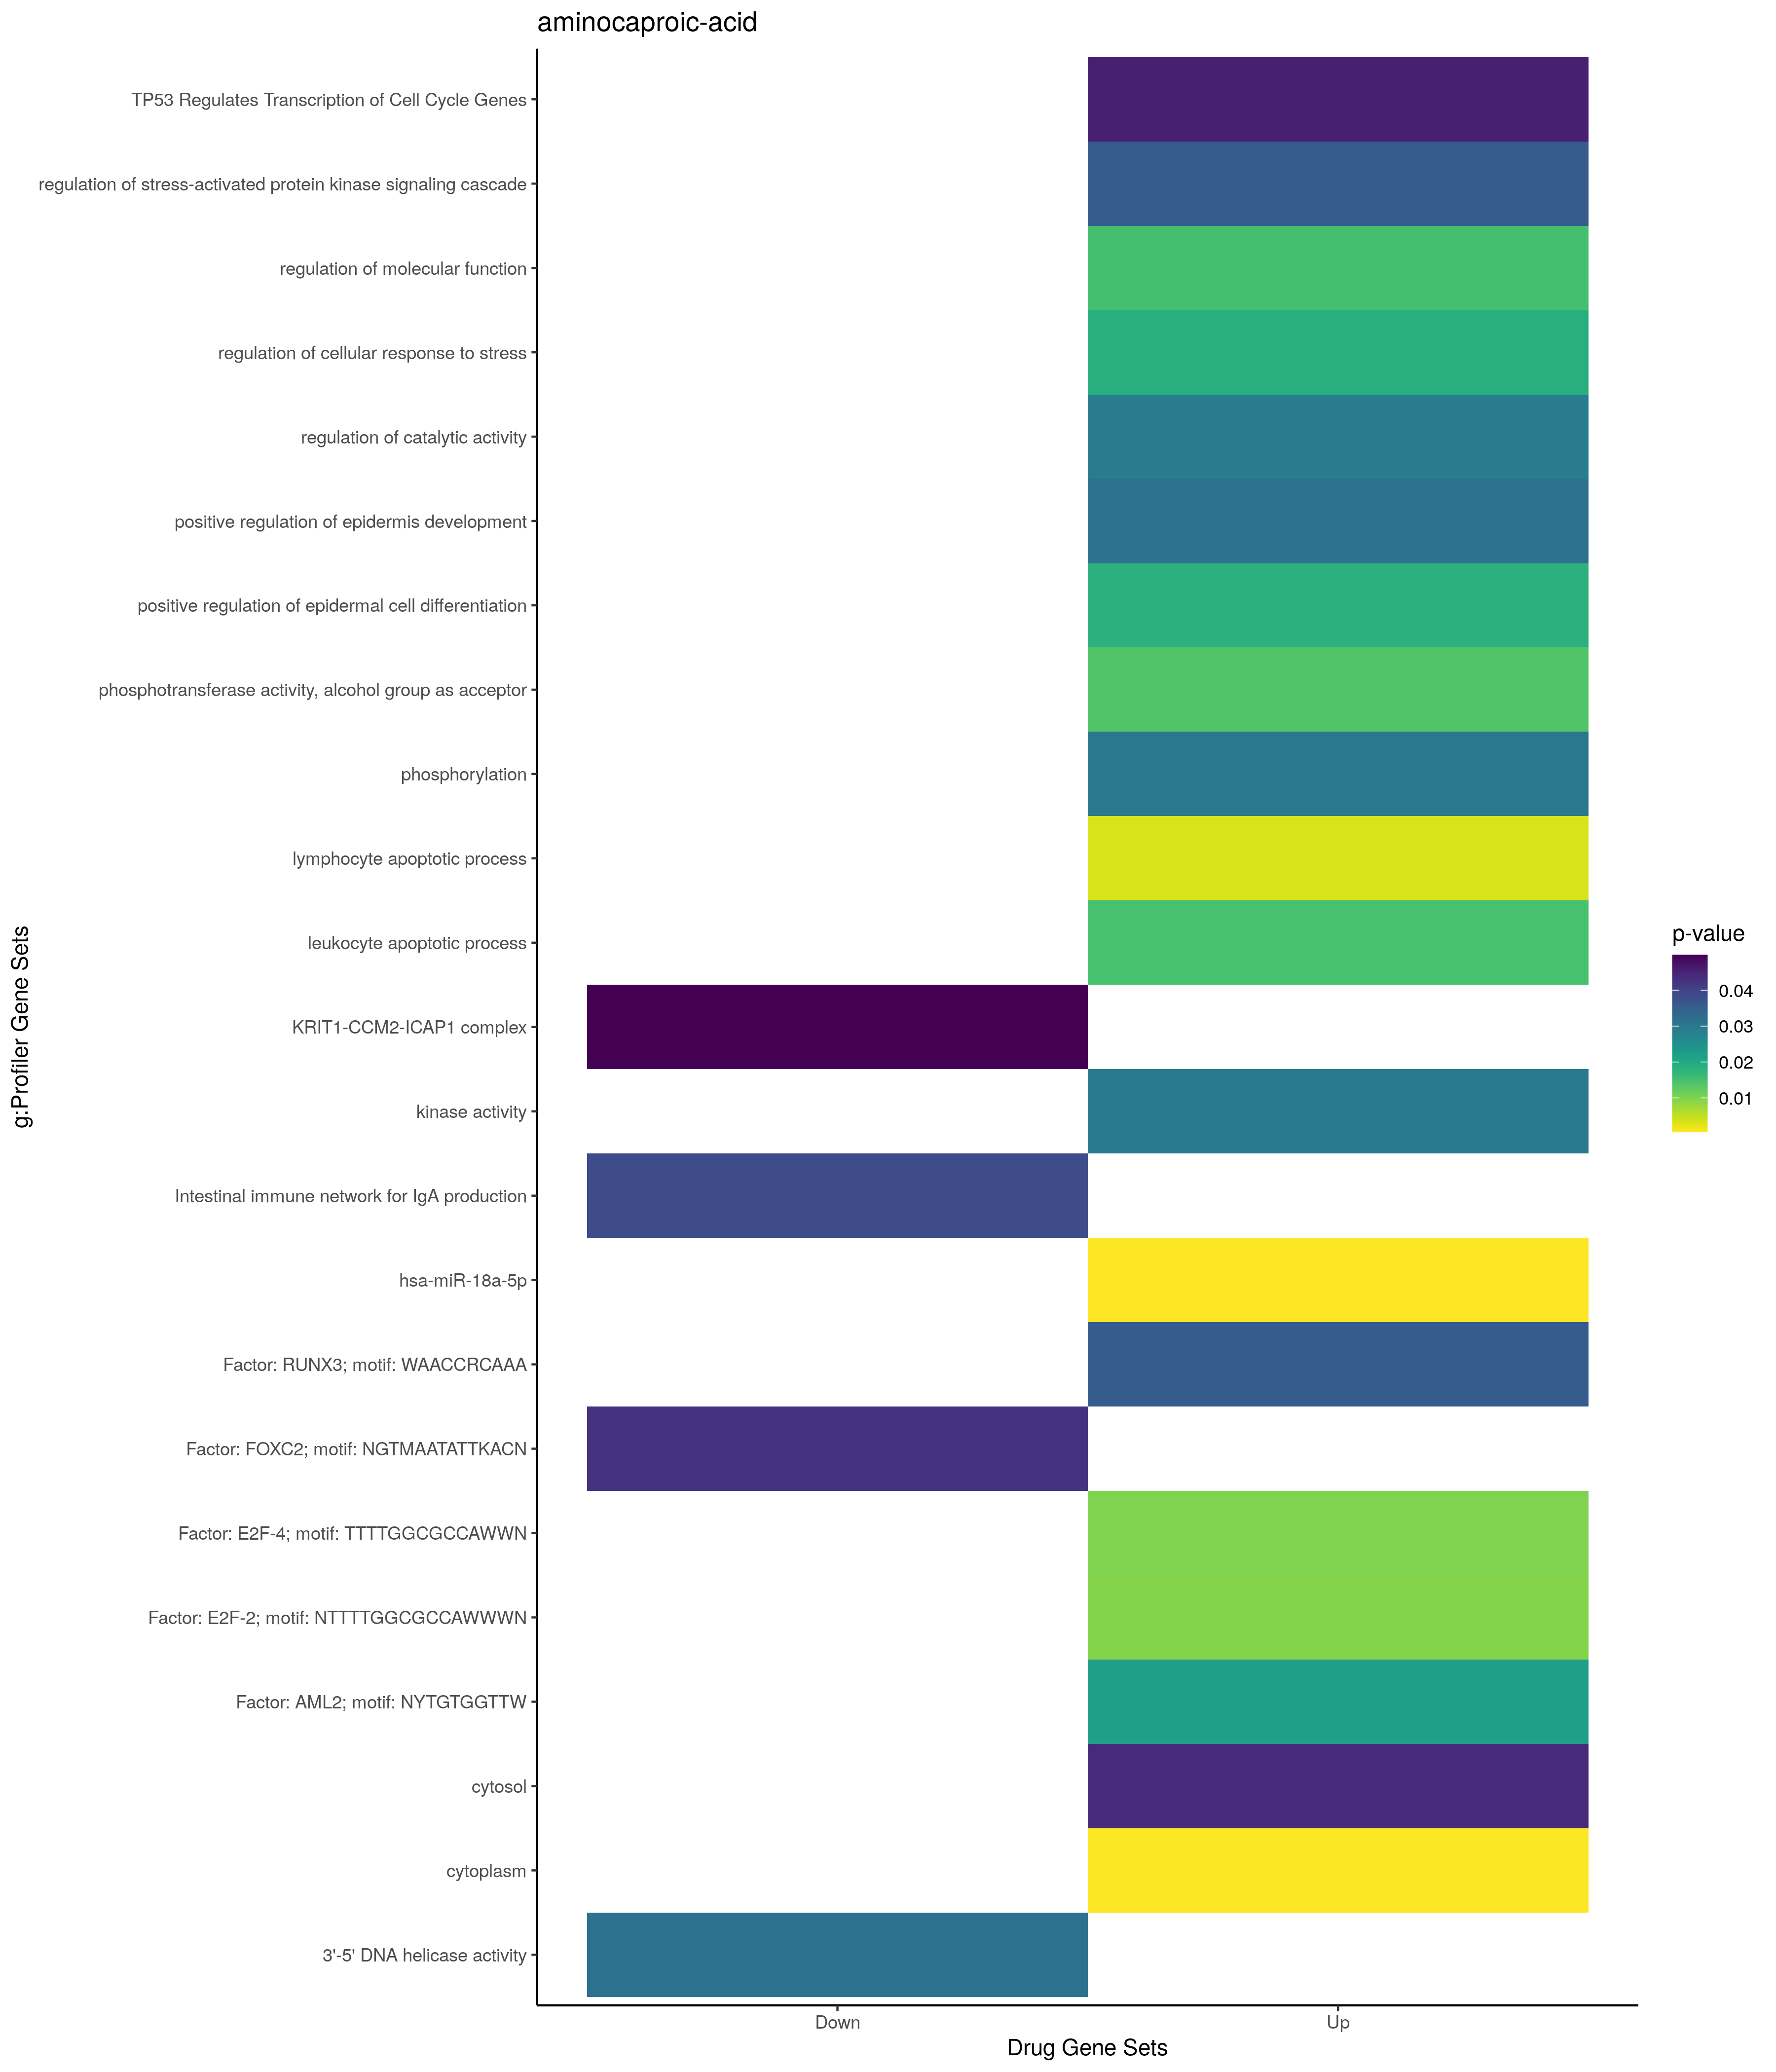 aminocaproic-acid
TP53 Regulates Transcription of Cell Cycle Genes
regulation of stress-activated protein kinase signaling cascade
regulation of molecular function
regulation of cellular response to stress
regulation of catalytic activity
positive regulation of epidermis development
positive regulation of epidermal cell differentiation
phosphotransferase activity, alcohol group as acceptor
phosphorylation
lymphocyte apoptotic process
leukocyte apoptotic process
KRIT1-CCM2-ICAP1 complex
kinase activity
Intestinal immune network for IgA production
hsa-miR-18a-5p
Factor: RUNX3; motif: WAACCRCAAA
Factor: FOXC2; motif: NGTMAATATTKACN
Factor: E2F-4; motif: TTTTGGCGCCAWWN
Factor: E2F-2; motif: NTTTTGGCGCCAWWWN
Factor: AML2; motif: NYTGTGGTTW
cytosol
cytoplasm
3'-5' DNA helicase activity
g:Profiler Gene Sets
Down
Up
Drug Gene Sets
p-value
0.04
0.03
0.02
0.01